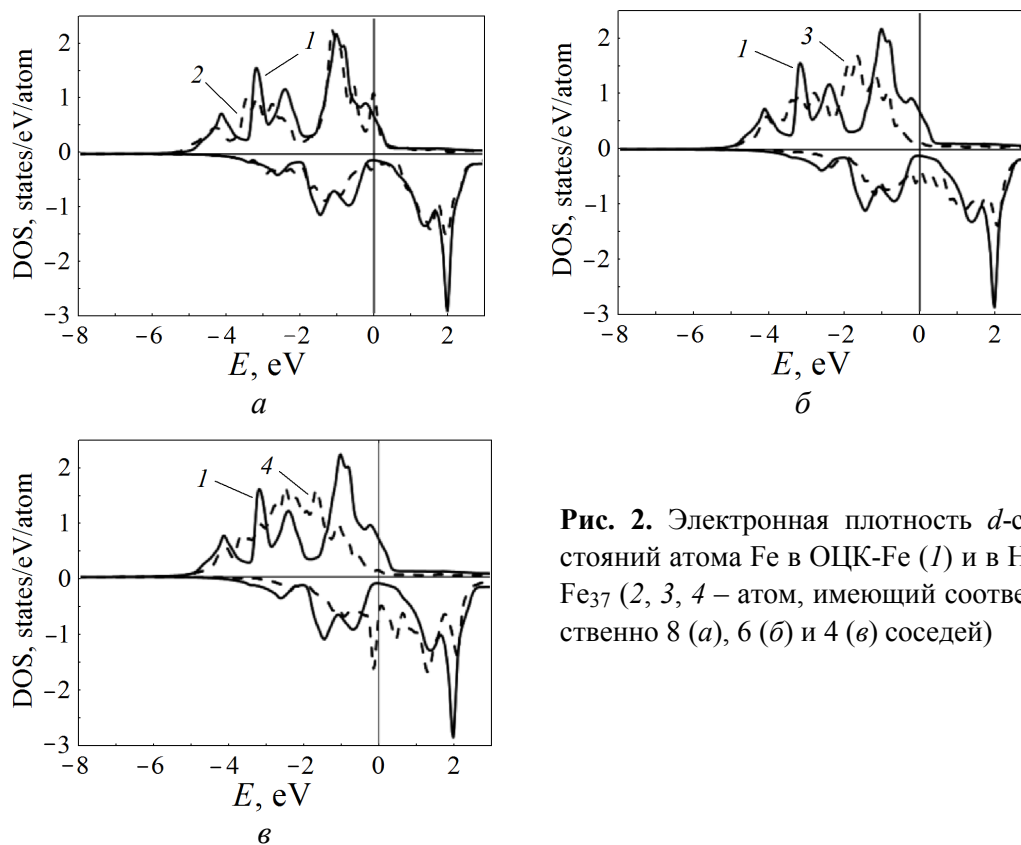 DOS, states/eV/atom
2
1
0
−1
−2
−3
−8 −6 −4 −2 0 2
E, eV
2 1
а
DOS, states/eV/atom
2
1
0
−1
−2
−3
−8 −6 −4 −2 0 2
E, eV
1 3
б
DOS, states/eV/atom
2
1
0
−1
−2
−3
−8 −6 −4 −2 0 2
E, eV
1 4
в
Рис. 2. Электронная плотность d-с
стояний атома Fe в ОЦК-Fe (1) и в Н
Fe37 (2, 3, 4 – атом, имеющий соотве
ственно 8 (а), 6 (б) и 4 (в) соседей)